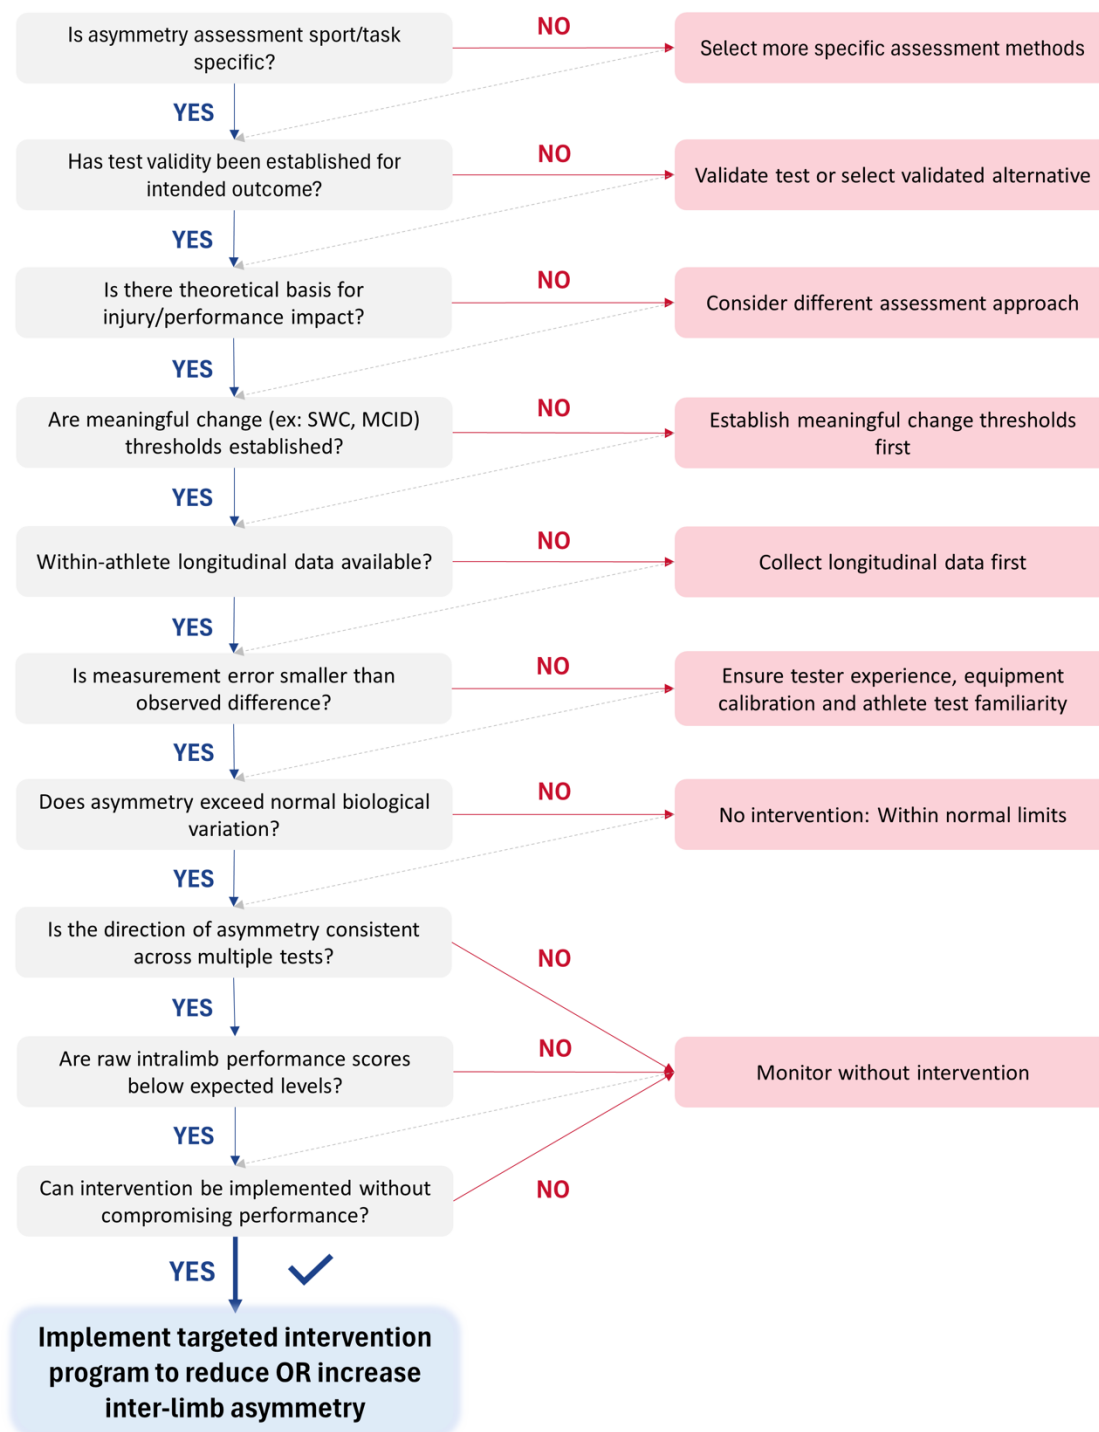 Is asymmetry assessment sport/task
specific?
NO
Select more specific assessment methods
YES
Has test validity been established for
intended outcome?
NO
Validate test or select validated alternative
YES
Is there theoretical basis for
injury/performance impact?
NO
Consider different assessment approach
YES
Are meaningful change (ex: SWC, MCID)
thresholds established?
NO
Establish meaningful change thresholds
first
YES
Within-athlete longitudinal data available?
NO
Collect longitudinal data first
YES
Is measurement error smaller than
observed difference?
NO
Ensure tester experience, equipment
calibration and athlete test familiarity
YES
Does asymmetry exceed normal biological
variation?
NO
No intervention: Within normal limits
YES
Is the direction of asymmetry consistent
across multiple tests?
NO
YES
Are raw intralimb performance scores
below expected levels?
NO
Monitor without intervention
YES
Can intervention be implemented without
compromising performance?
NO
YES
Implement targeted intervention
program to reduce OR increase
inter-limb asymmetry